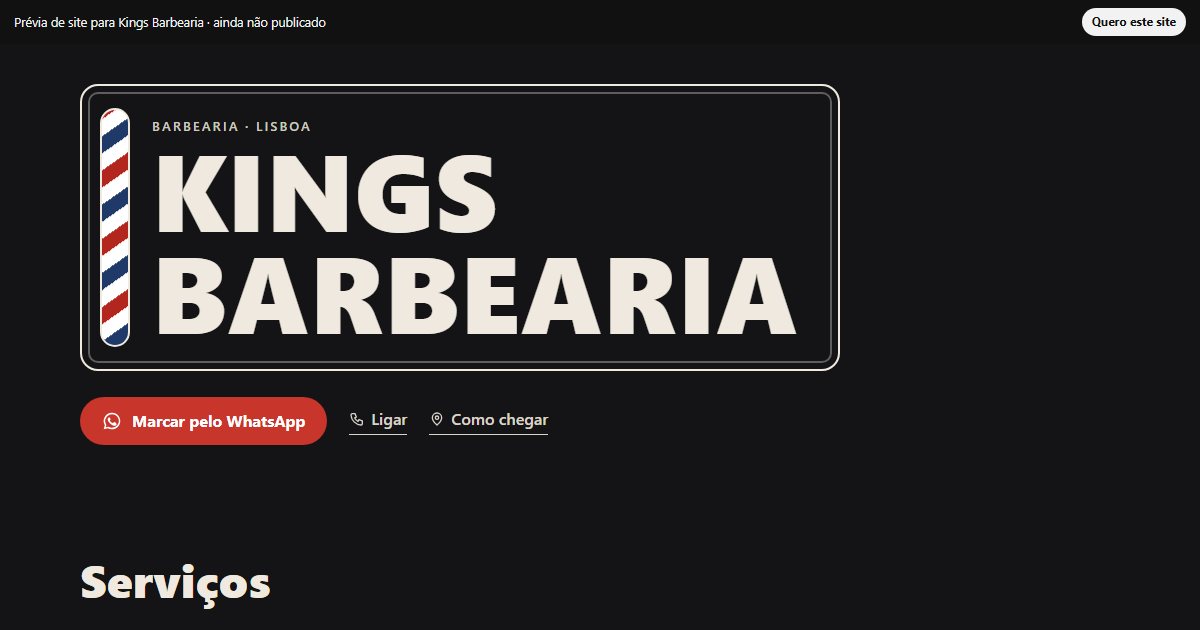 Prévia de site para Kings Barbearia · ainda não publicado
Quero este site
BARBEARIA · LISBOA
KINGS
BARBEARIA
Marcar pelo WhatsApp
Ligar
Como chegar
Serviços